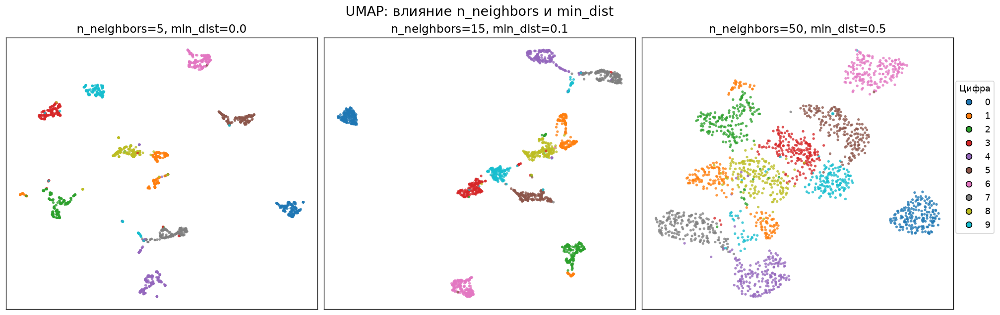 UMAP: влияние n_neighbors и min_dist
n_neighbors=5, min_dist=0.0
n_neighbors=15, min_dist=0.1
n_neighbors=50, min_dist=0.5
Цифра
0
1
2
3
4
5
6
7
8
9